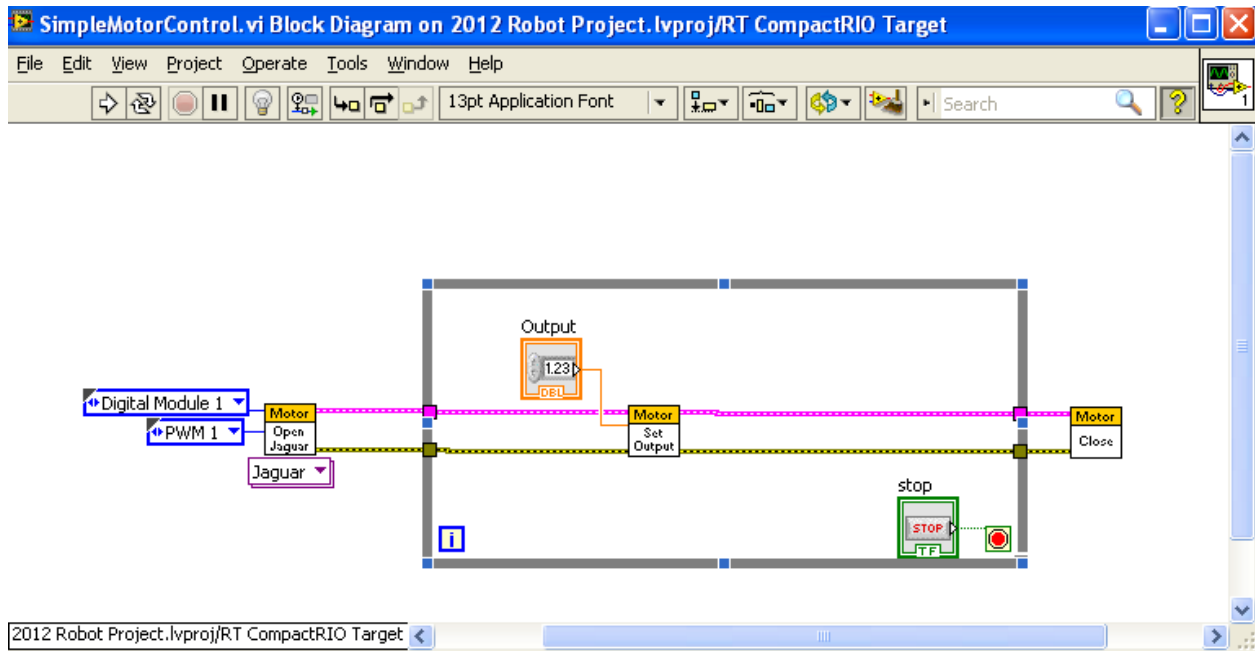 SimpleMotorControl.vi Block Diagram on 2012 Robot Project.lvproj/RT CompactRIO Target
File Edit View Project Operate Tools Window Help
13pt Application Font Search
1
Output
1.23
DBL
Digital Module 1
PWM 1
Motor
Open
Jaguar
Jaguar
Motor
Set
Output
Motor
Close
stop
STOP
TF
i
2012 Robot Project.lvproj/RT CompactRIO Target